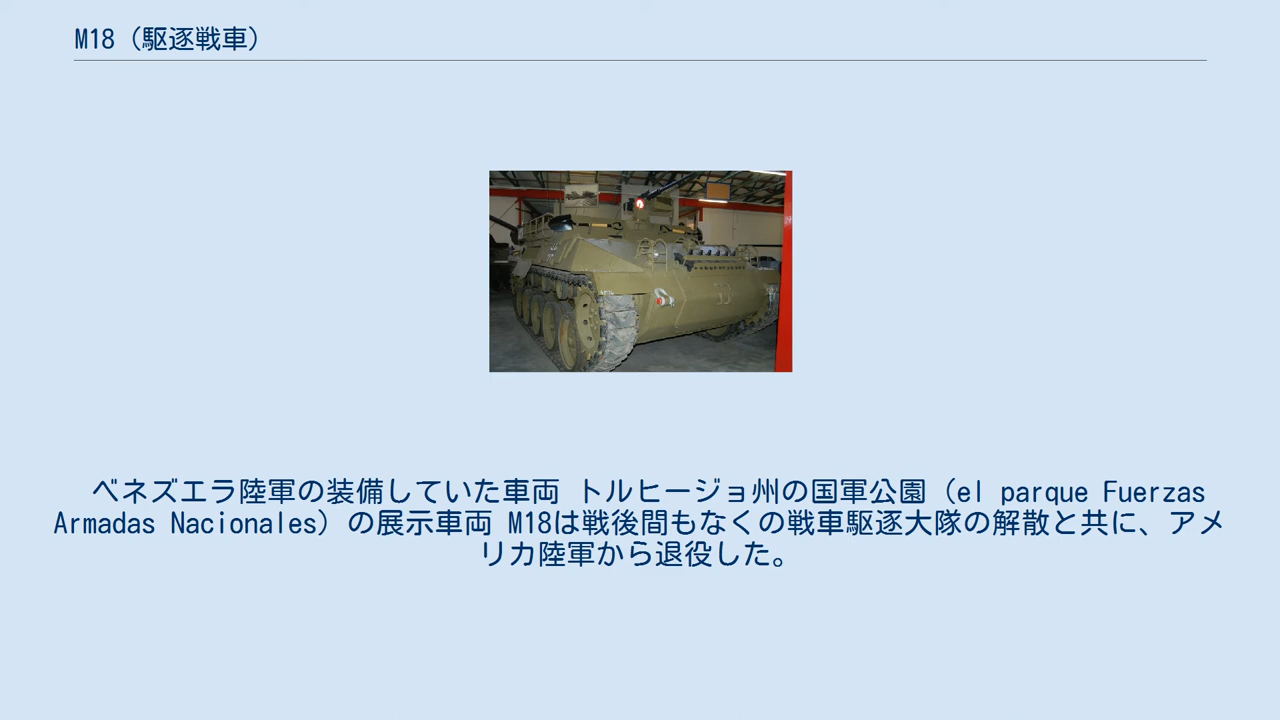 M18（駆逐戦車）
ベネズエラ陸軍の装備していた車両 トルヒージョ州の国軍公園（el parque Fuerzas
Armadas Nacionales）の展示車両 M18は戦後間もなくの戦車駆逐大隊の解散と共に、アメ
リカ陸軍から退役した。